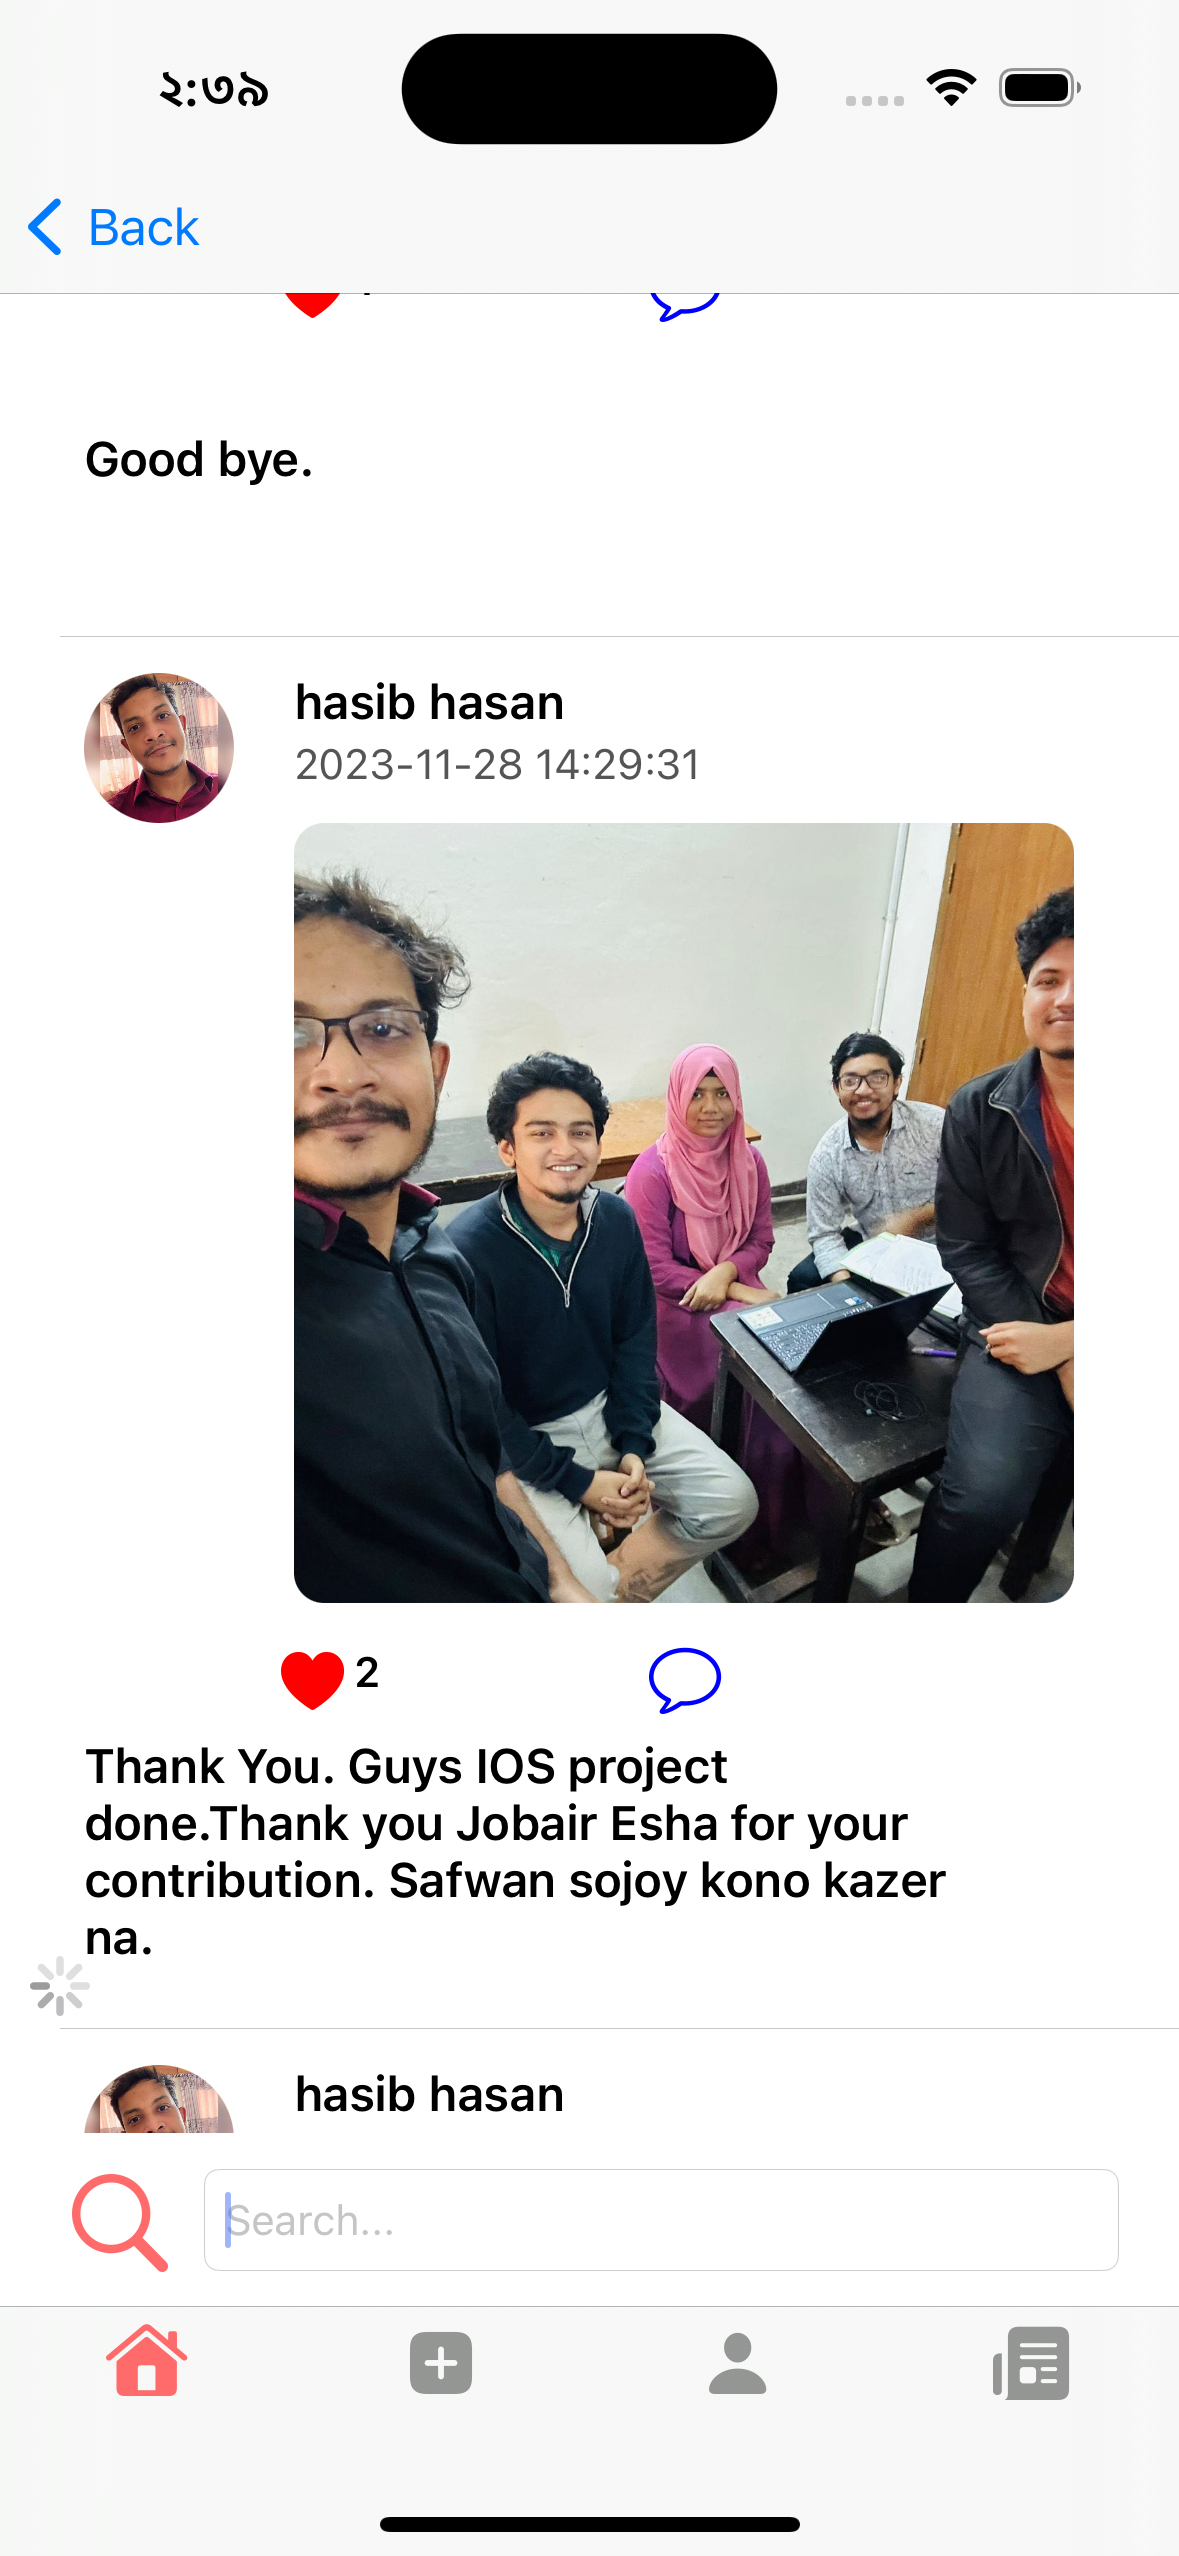 ২:৩৯
Back
Good bye.
hasib hasan
2023-11-28 14:29:31
2
Thank You. Guys IOS project
done.Thank you Jobair Esha for your
contribution. Safwan sojoy kono kazer
na.
hasib hasan
Search...